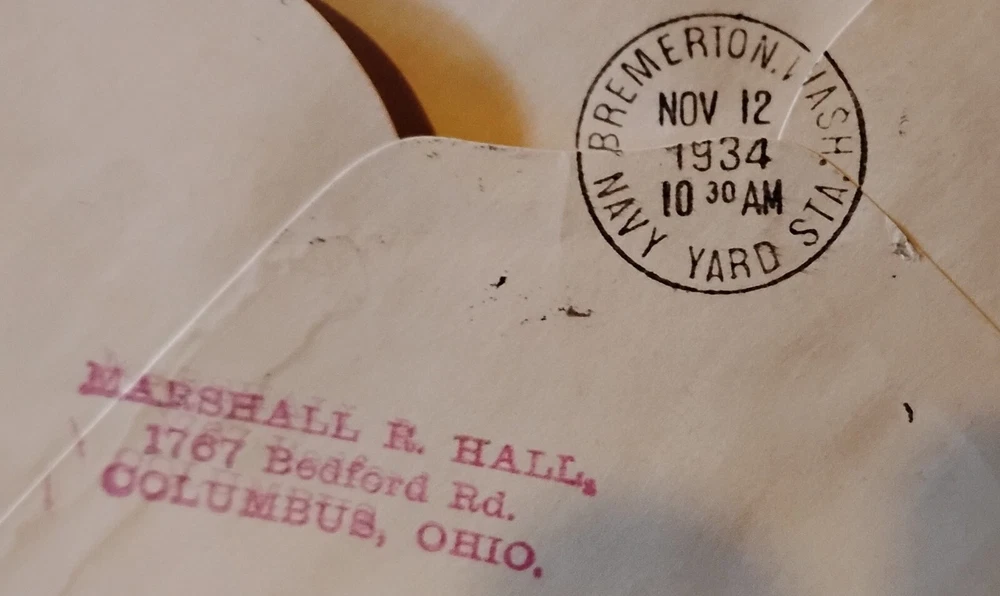 BREMERTON, WASH.
NOV 12
1934
10 30 AM
NAVY YARD STA.
MARSHALL R. HALL,
1767 Bedford Rd.
COLUMBUS, OHIO.